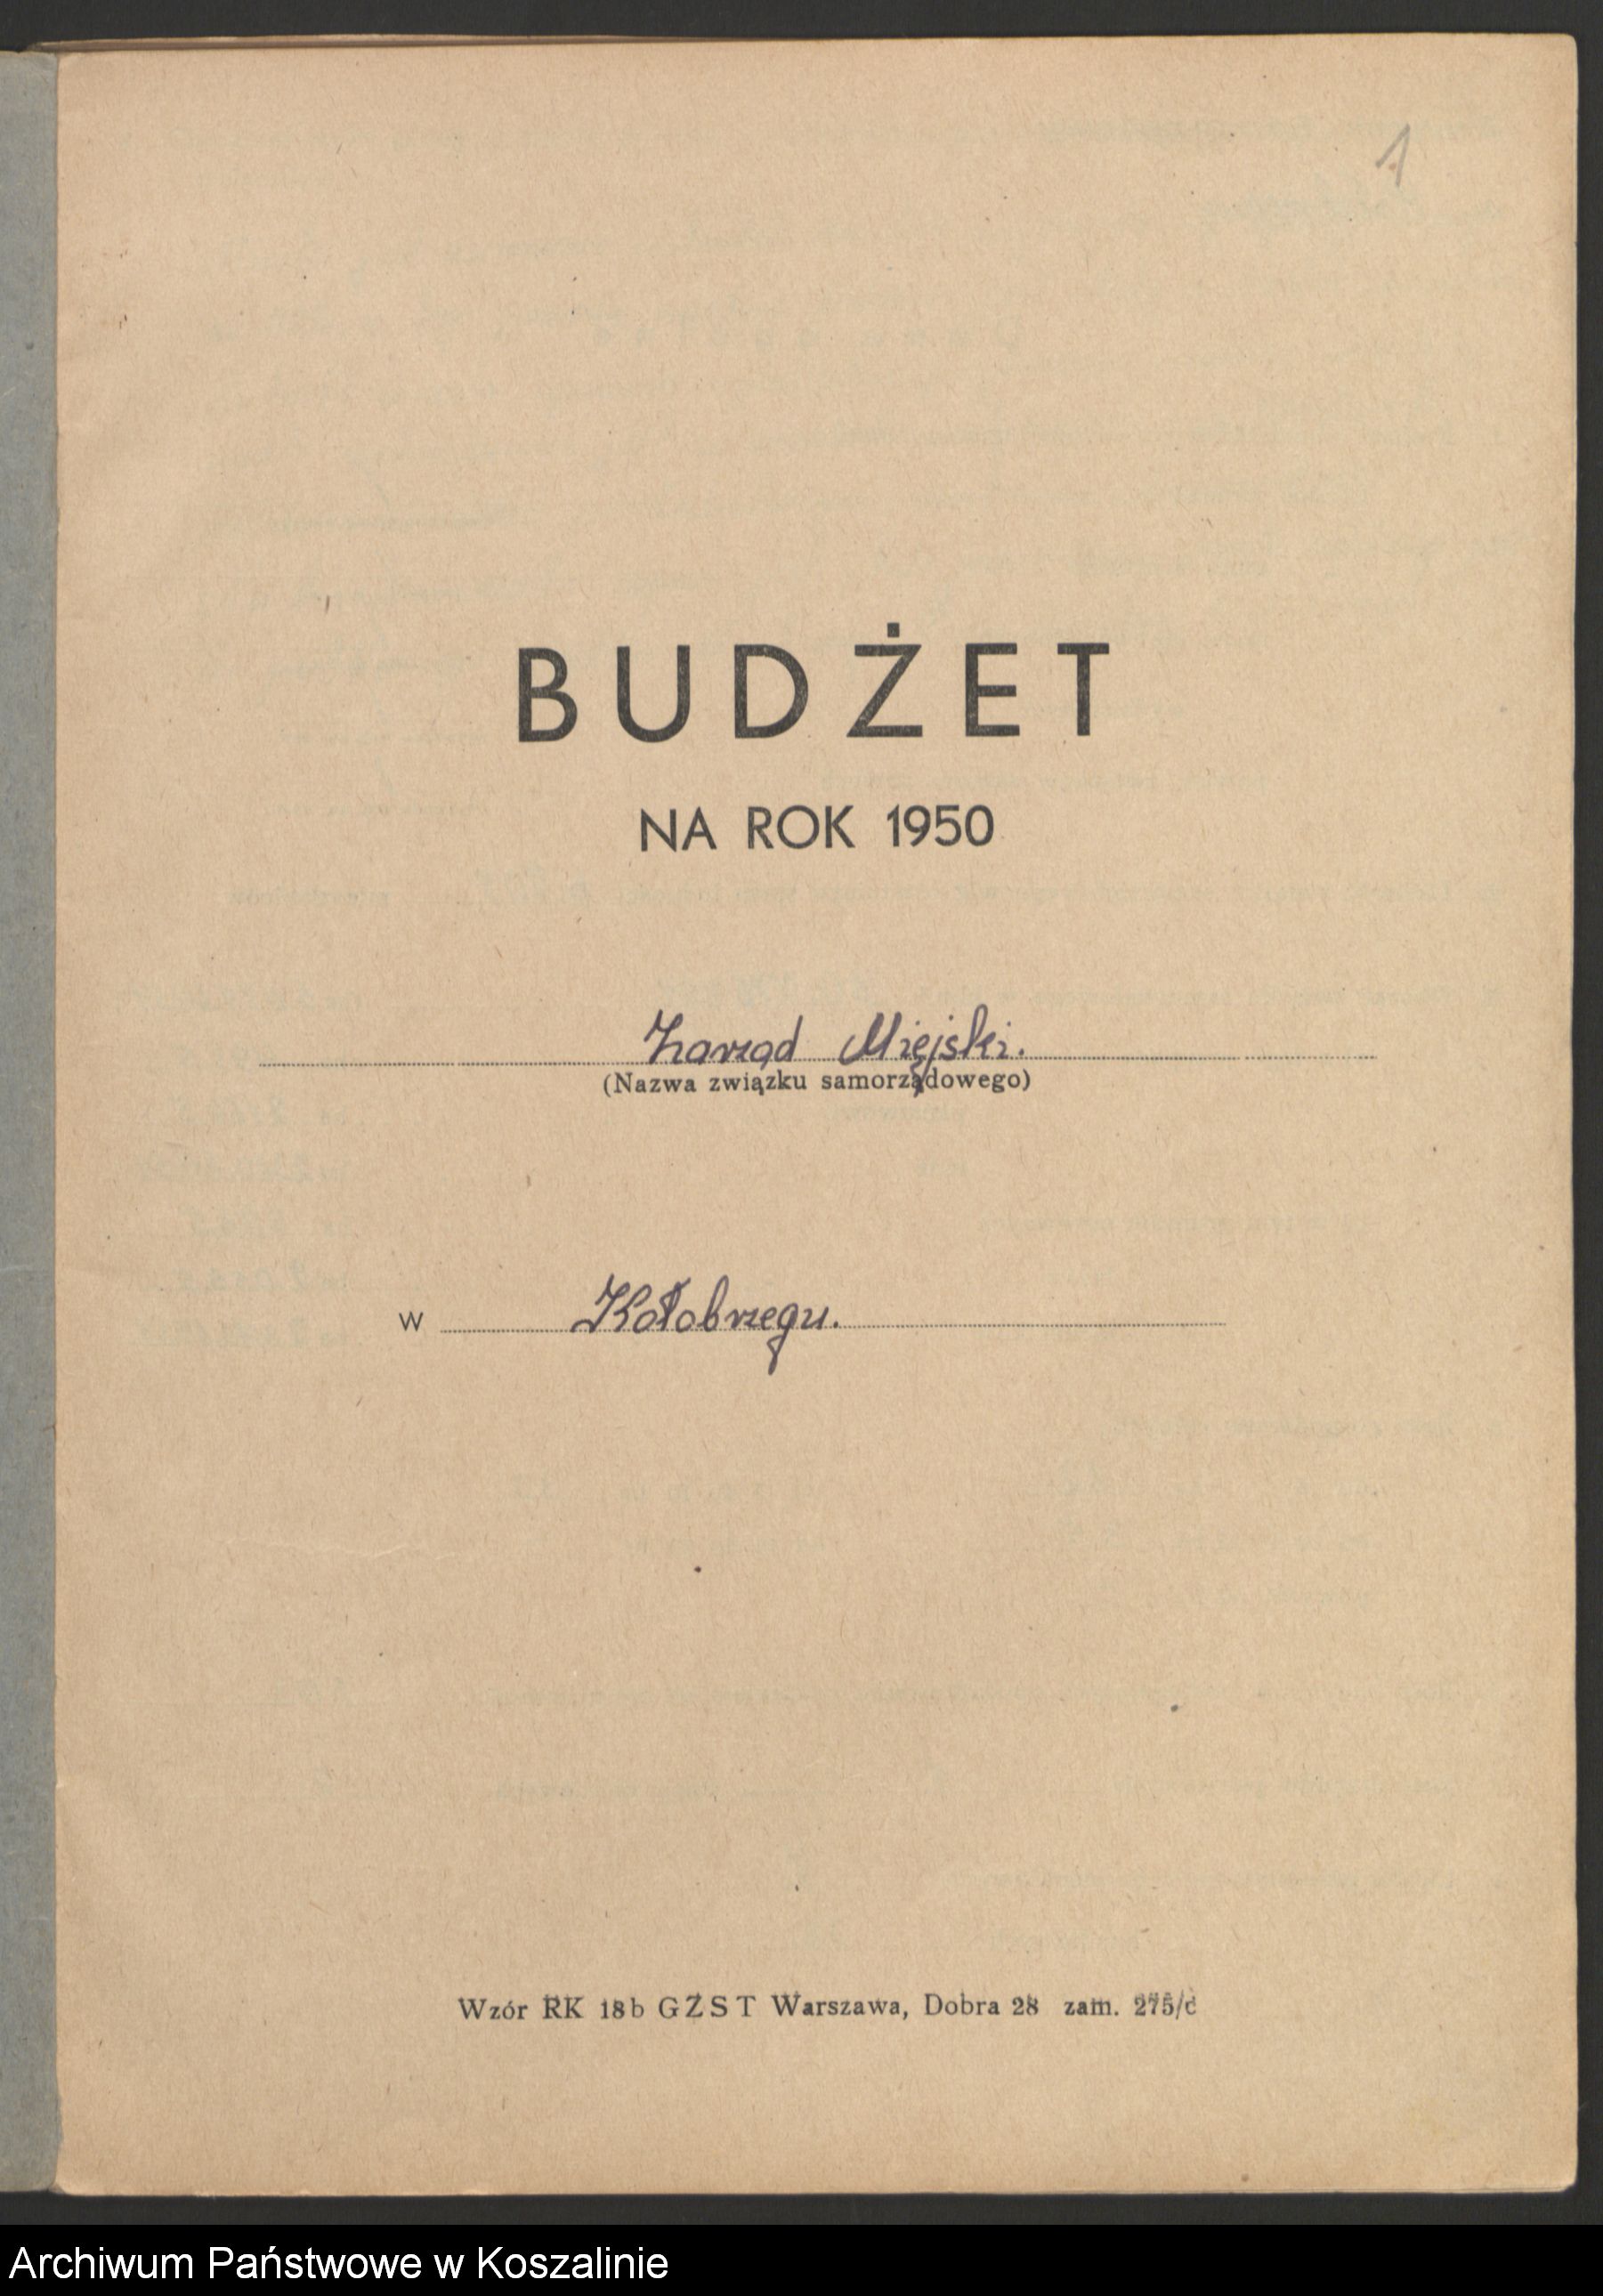 1
BUDŻET
NA ROK 1950
Zarząd Miejski.
(Nazwa związku samorządowego)
w Kołobrzegu.
Wzór RK 18b GZST Warszawa, Dobra 28 zam. 275/c
Archiwum Państwowe w Koszalinie